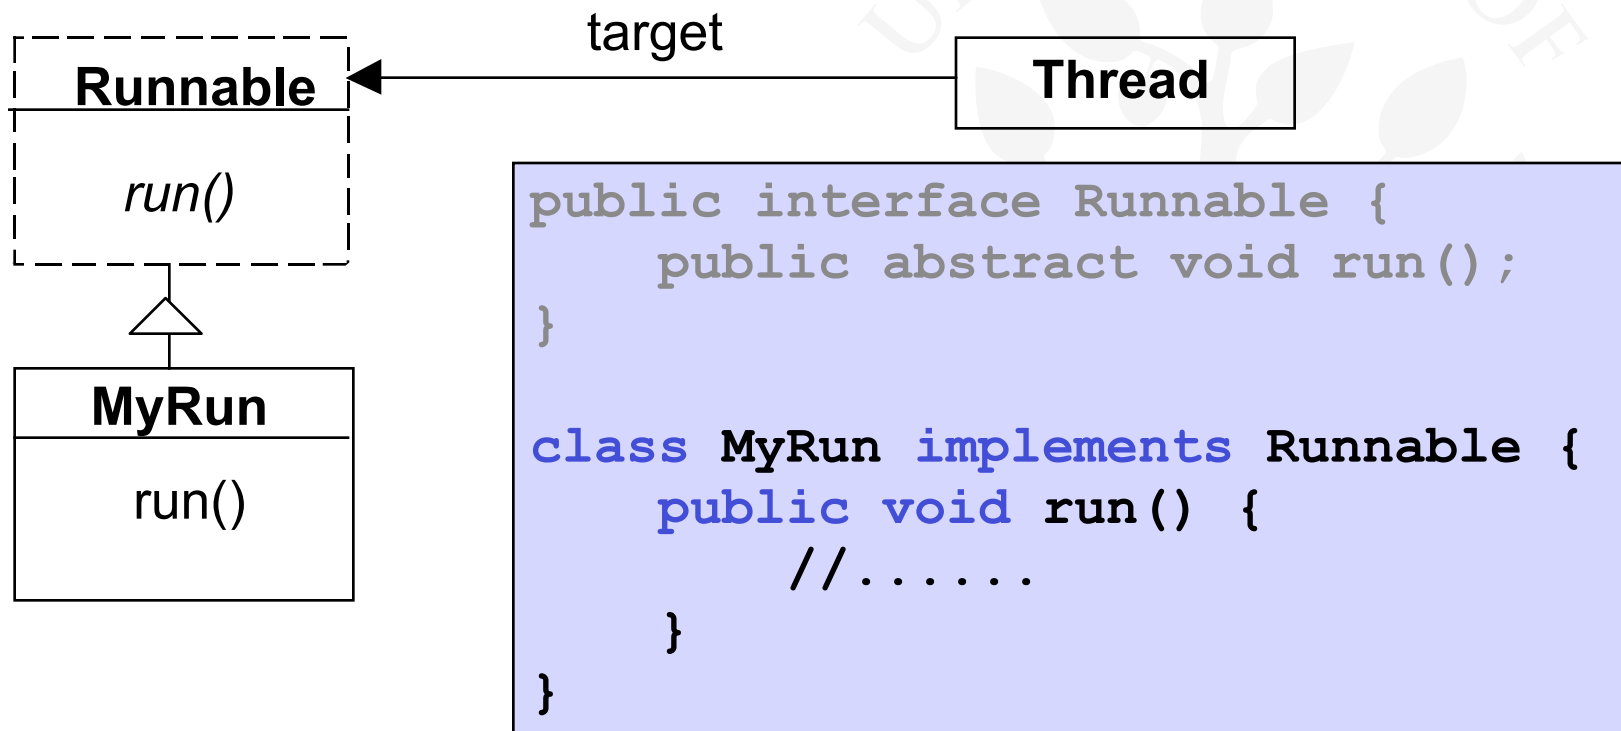 target
Runnable
Thread
run()
MyRun
run()
public interface Runnable {
    public abstract void run();
}
class MyRun implements Runnable {
    public void run() {
        //......
    }
}
OF